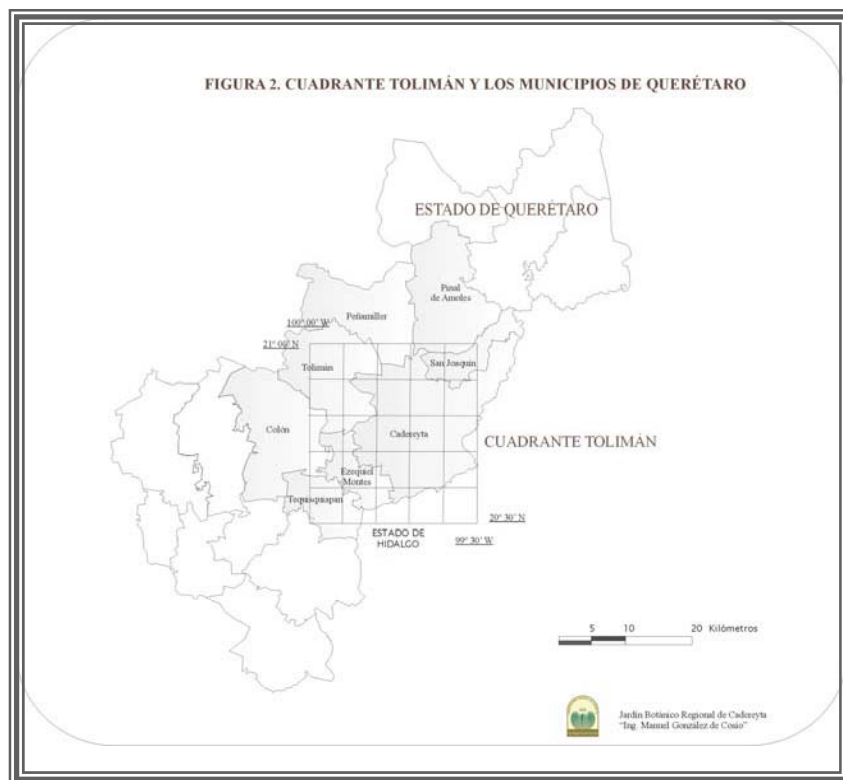 FIGURA 2. CUADRANTE TOLIMÁN Y LOS MUNICIPIOS DE QUERÉTARO
ESTADO DE QUERÉTARO
Pinal
de Amoles
Peñamiller
100° 00' W
21° 00' N
Tolimán
San Joaquín
Colón
Cadereyta
CUADRANTE TOLIMÁN
Ezequiel
Montes
Tequisquiapan
20° 30' N
ESTADO DE
HIDALGO
99° 30' W
5 10 20 Kilómetros
Jardín Botánico Regional de Cadereyta
"Ing. Manuel González de Cosío"